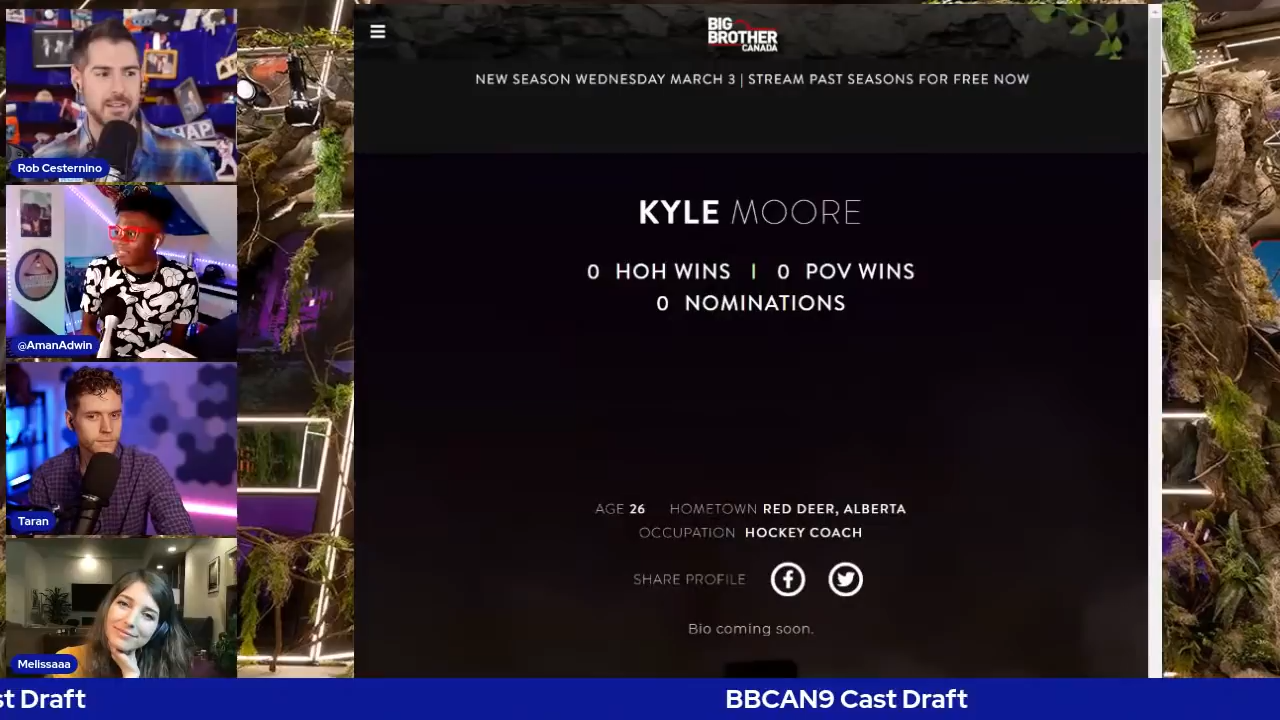 Rob Cesternino
HAP
@AmanAdwin
Taran
Melissaaa
BIG
BROTHER
CANADA
NEW SEASON WEDNESDAY MARCH 3 | STREAM PAST SEASONS FOR FREE NOW
KYLE MOORE
0 HOH WINS | 0 POV WINS
0 NOMINATIONS
AGE 26 HOMETOWN RED DEER, ALBERTA
OCCUPATION HOCKEY COACH
SHARE PROFILE
Bio coming soon.
st Draft
BBCAN9 Cast Draft